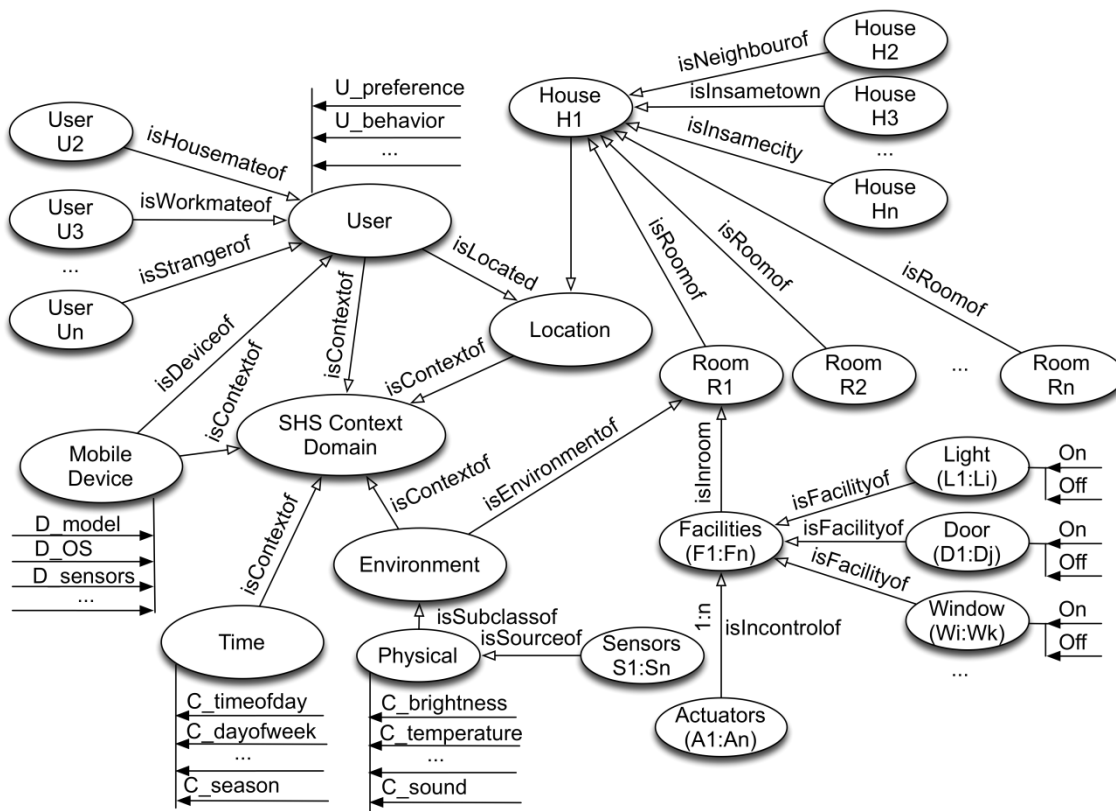 House
H2
isNeighbourof
House
H1
isInsametown
House
H3
...
isInsamecity
House
Hn
U_preference
U_behavior
...
User
U2
isHousemateof
User
U3
isWorkmateof
User
...
isStrangerof
User
Un
isLocated
isContextof
Location
isContextof
isRoomof
isRoomof
isRoomof
Room
R1
Room
R2
...
Room
Rn
isDeviceof
isContextof
SHS Context
Domain
Mobile
Device
D_model
D_OS
D_sensors
...
isContextof
isContextof
isEnvironmentof
Environment
isInroom
Facilities
(F1:Fn)
isFacilityof
isFacilityof
isFacilityof
Light
(L1:Li)
On
Off
Door
(D1:Dj)
On
Off
Window
(Wi:Wk)
On
Off
...
Time
C_timeofday
C_dayofweek
...
C_season
isSubclassof
Physical
isSourceof
Sensors
S1:Sn
C_brightness
C_temperature
...
C_sound
1:n
isIncontrolof
Actuators
(A1:An)